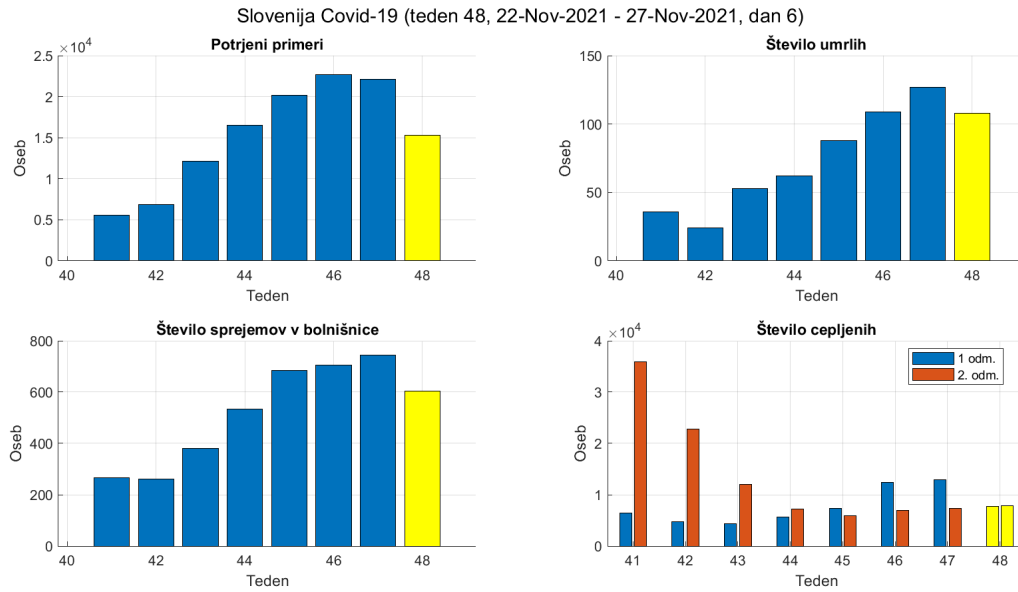 Slovenija Covid-19 (teden 48, 22-Nov-2021 - 27-Nov-2021, dan 6)
Potrjeni primeri
×10⁴
2.5
2
1.5
1
0.5
0
Oseb
40 42 44 46 48
Teden
Število umrlih
150
100
50
0
Oseb
40 42 44 46 48
Teden
Število sprejemov v bolnišnice
800
600
400
200
0
Oseb
40 42 44 46 48
Teden
Število cepljenih
×10⁴
4
3
2
1
0
Oseb
1 odm.
2. odm.
41 42 43 44 45 46 47 48
Teden